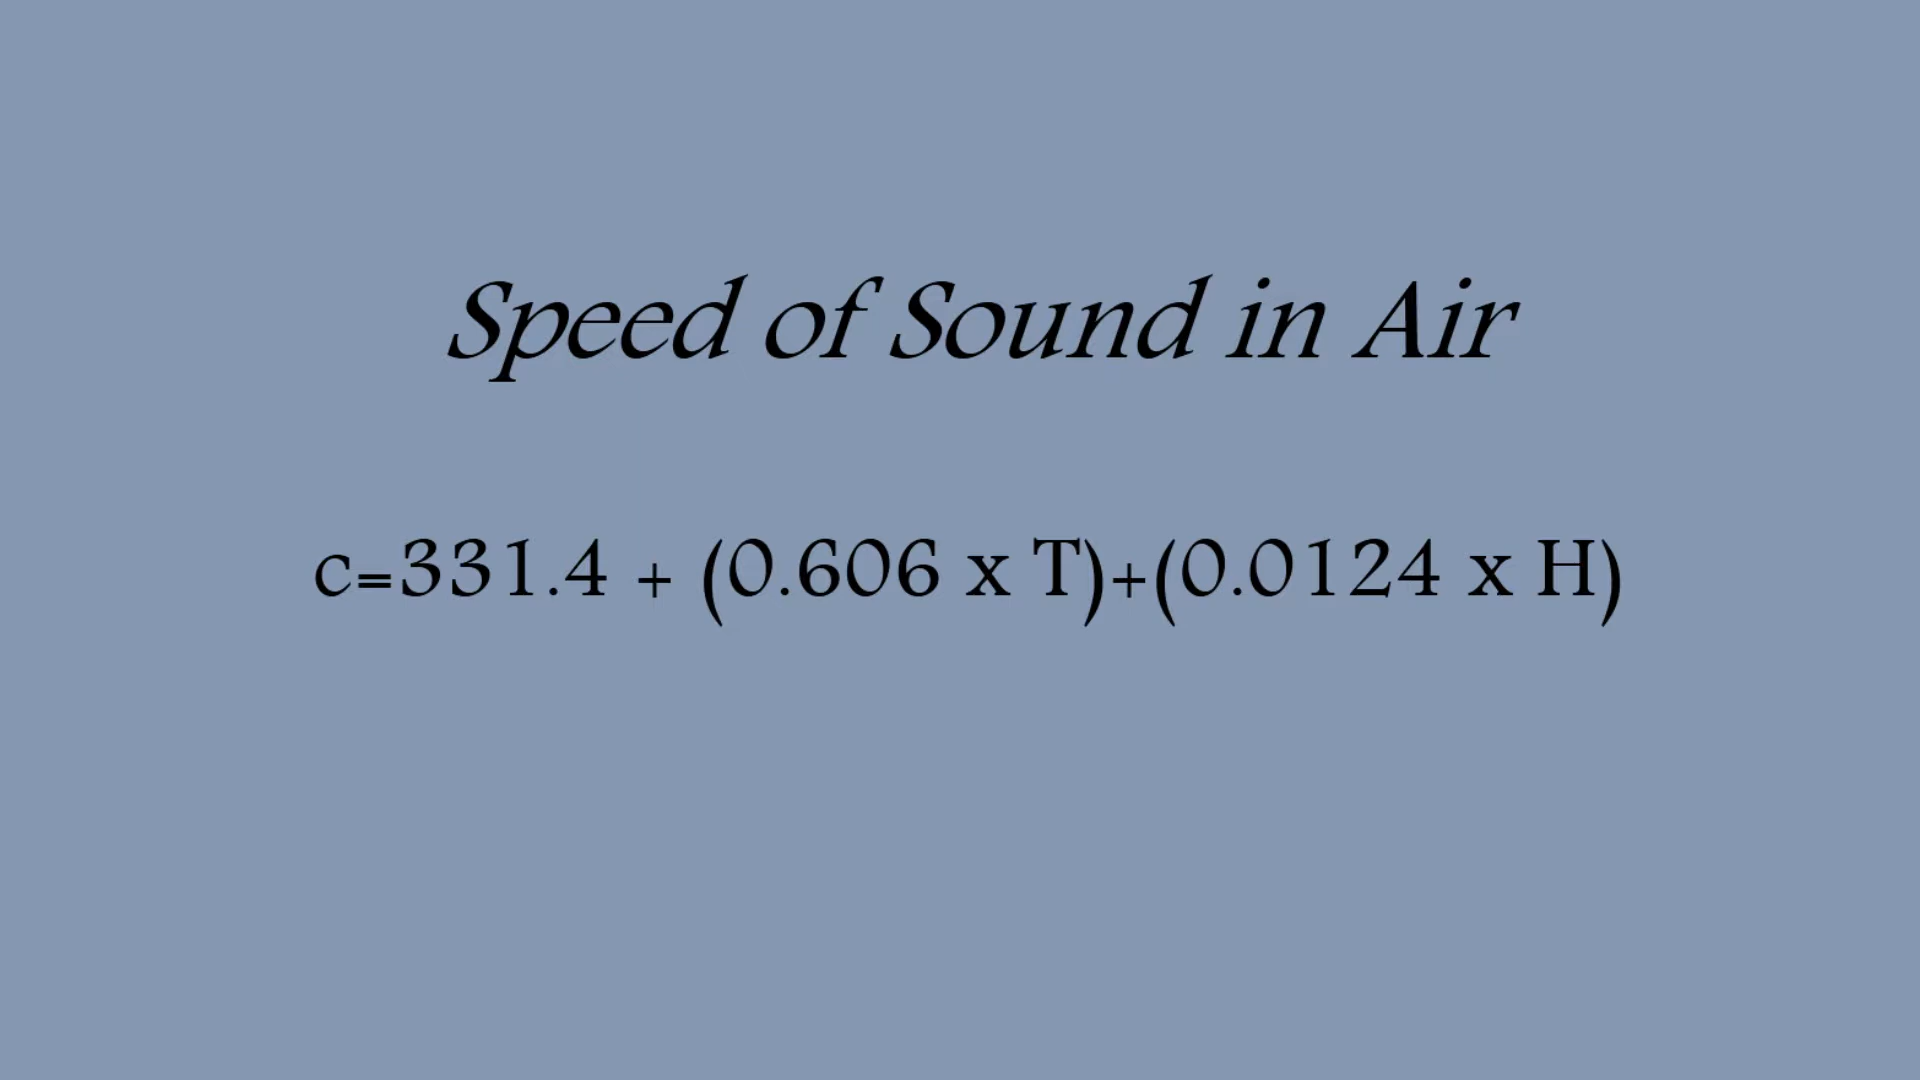 Speed of Sound in Air
c=331.4 + (0.606 x T)+(0.0124 x H)